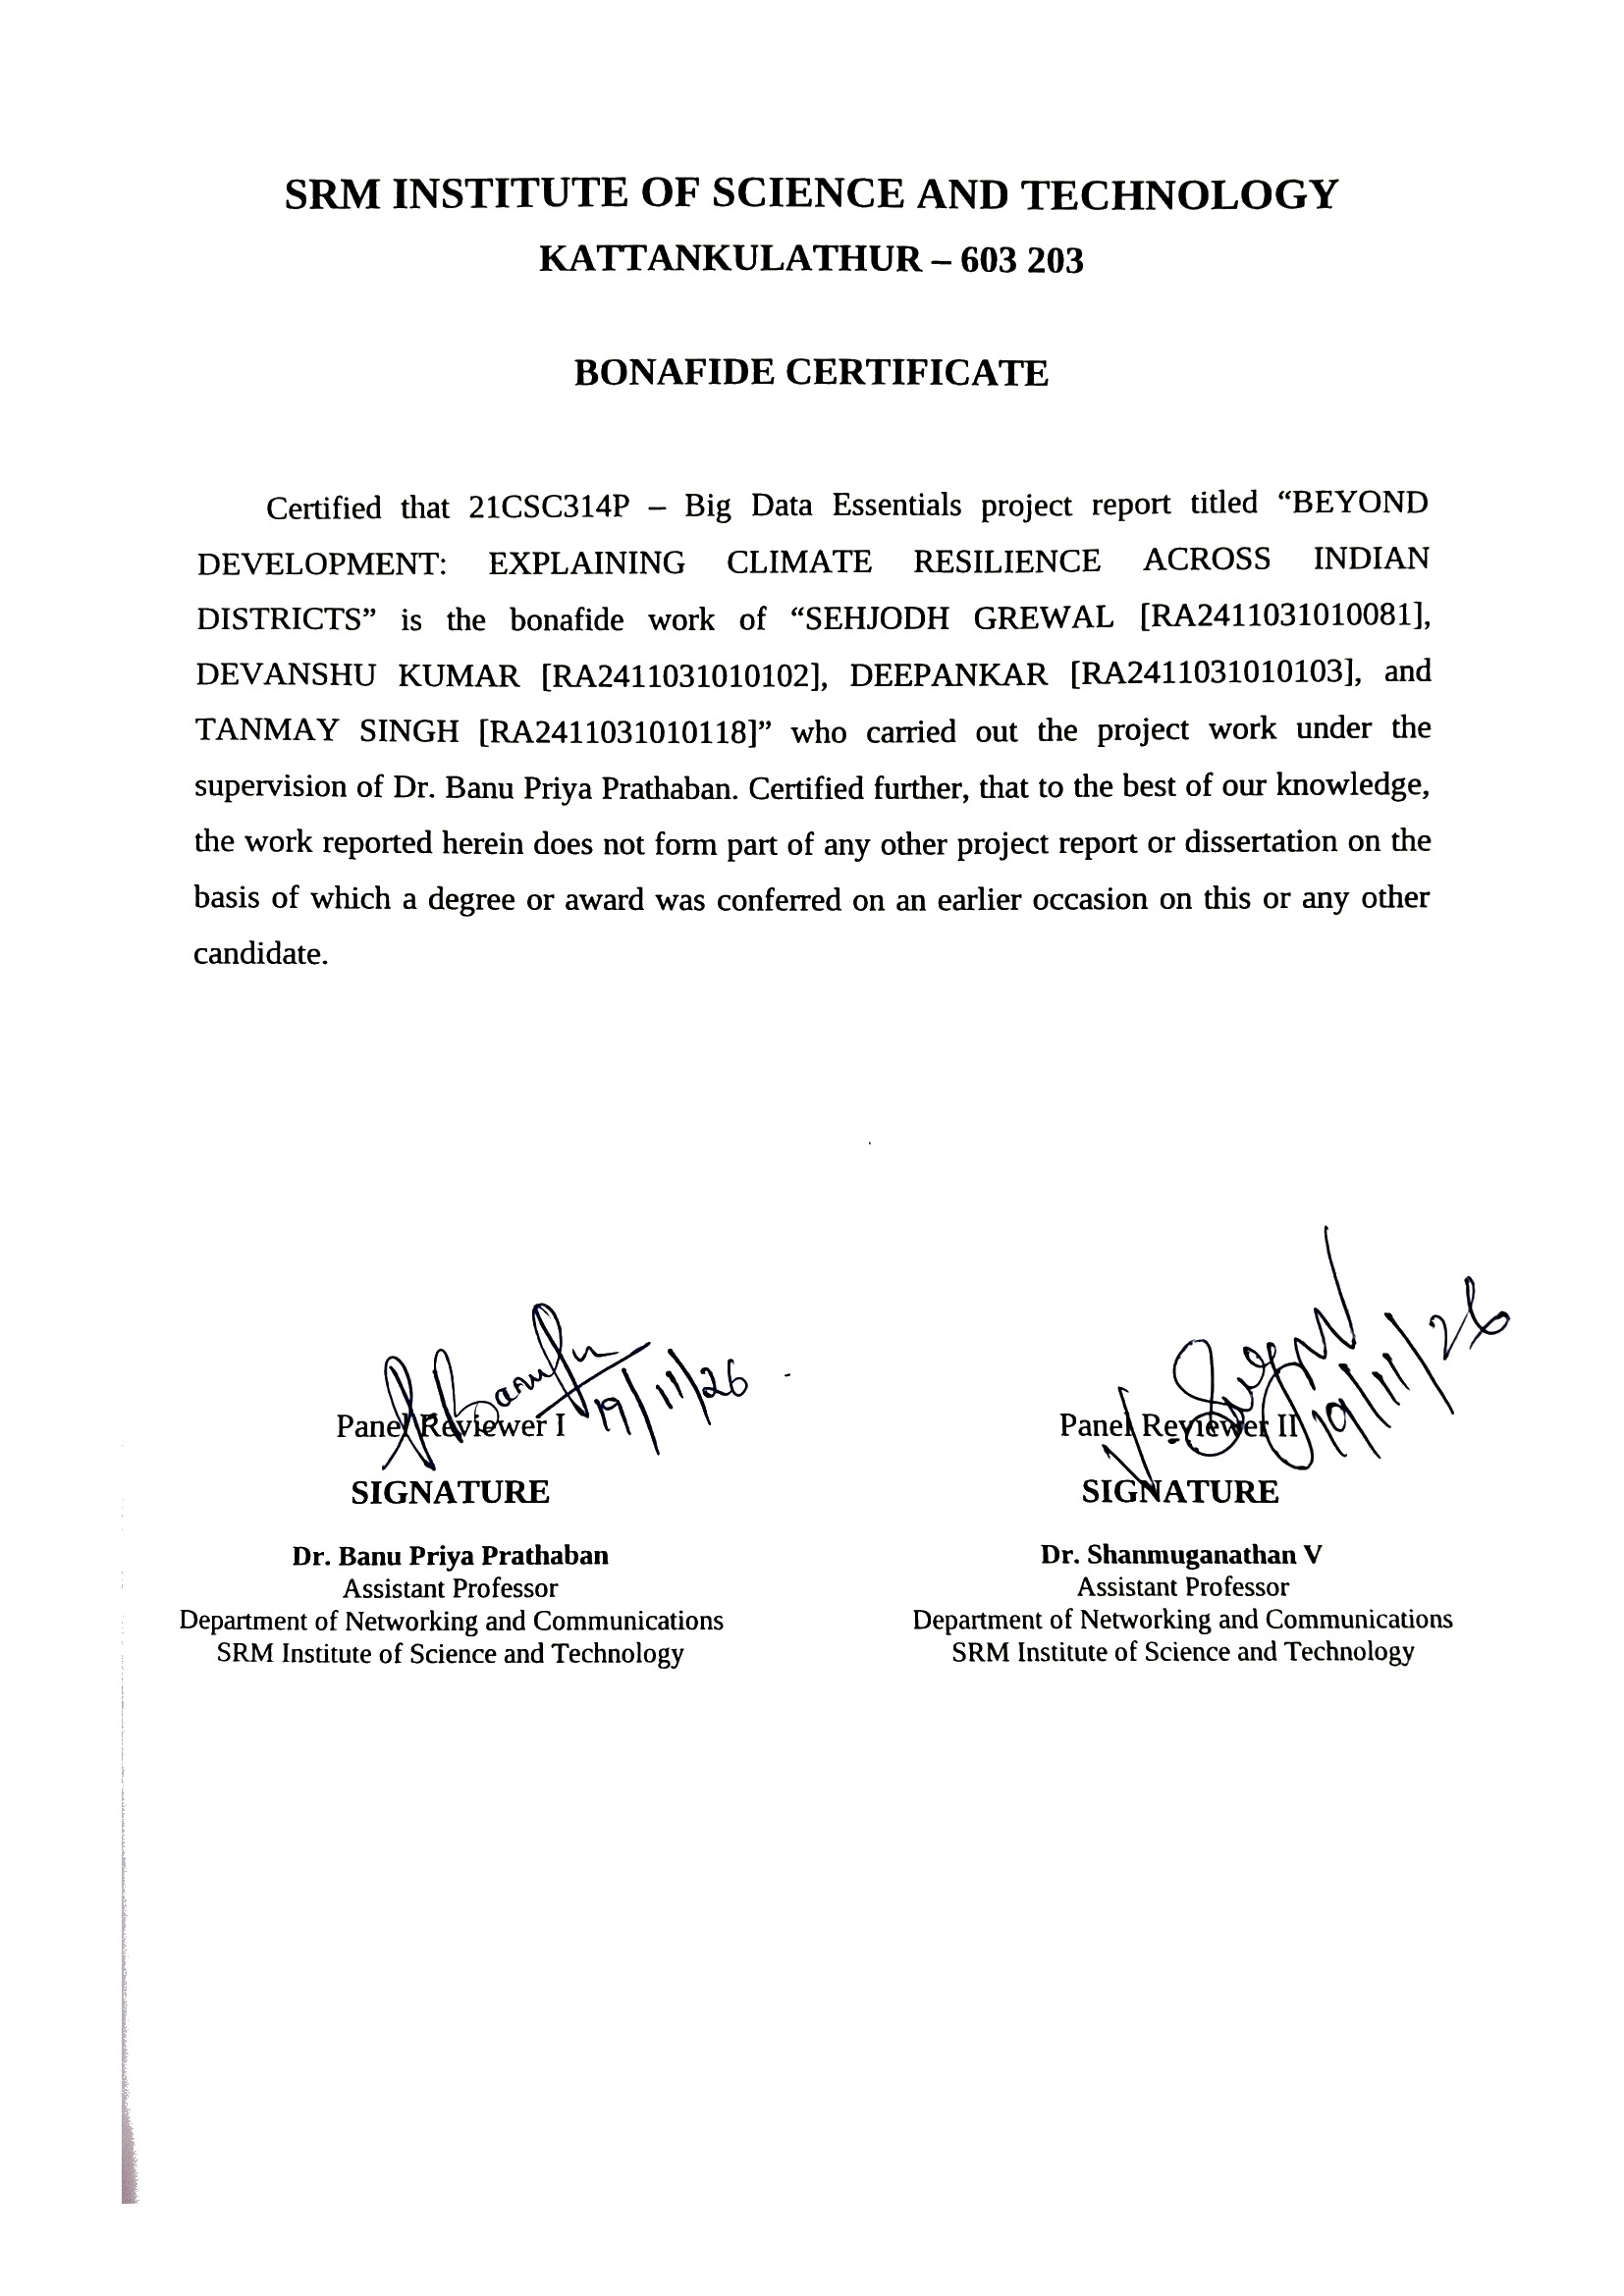 SRM INSTITUTE OF SCIENCE AND TECHNOLOGY
KATTANKULATHUR – 603 203
BONAFIDE CERTIFICATE
Certified that 21CSC314P – Big Data Essentials project report titled “BEYOND
DEVELOPMENT: EXPLAINING CLIMATE RESILIENCE ACROSS INDIAN
DISTRICTS” is the bonafide work of “SEHJODH GREWAL [RA2411031010081],
DEVANSHU KUMAR [RA2411031010102], DEEPANKAR [RA2411031010103], and
TANMAY SINGH [RA2411031010118]” who carried out the project work under the
supervision of Dr. Banu Priya Prathaban. Certified further, that to the best of our knowledge,
the work reported herein does not form part of any other project report or dissertation on the
basis of which a degree or award was conferred on an earlier occasion on this or any other
candidate.
19/11/26
Panel Reviewer I
SIGNATURE
Dr. Banu Priya Prathaban
Assistant Professor
Department of Networking and Communications
SRM Institute of Science and Technology
19/11/26
Panel Reviewer II
SIGNATURE
Dr. Shanmuganathan V
Assistant Professor
Department of Networking and Communications
SRM Institute of Science and Technology